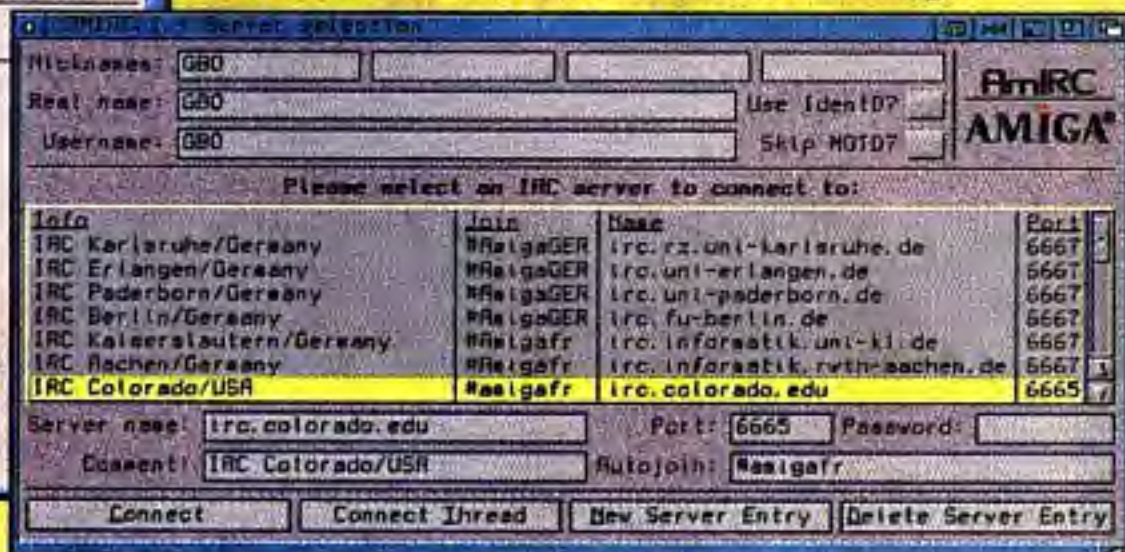 Server selection
Nicknames: GBO
Real name: GBO Use IdentD?
Username: GBO Skip MOTD?
AmIRC
AMIGA
Please select an IRC server to connect to:
Info Join Name Port
IRC Karlsruhe/Germany #AmigaGER irc.rz.uni-karlsruhe.de 6667
IRC Erlangen/Germany #AmigaGER irc.uni-erlangen.de 6667
IRC Paderborn/Germany #AmigaGER irc.uni-paderborn.de 6667
IRC Berlin/Germany #AmigaGER irc.fu-berlin.de 6667
IRC Kaiserslautern/Germany #Amigafr irc.informatik.uni-kl.de 6667
IRC Aachen/Germany #Amigafr irc.informatik.rwth-aachen.de 6667
IRC Colorado/USA #amigafr irc.colorado.edu 6665
Server name: irc.colorado.edu Port: 6665 Password:
Comment: IRC Colorado/USA Autojoin: #amigafr
Connect Connect Thread New Server Entry Delete Server Entry